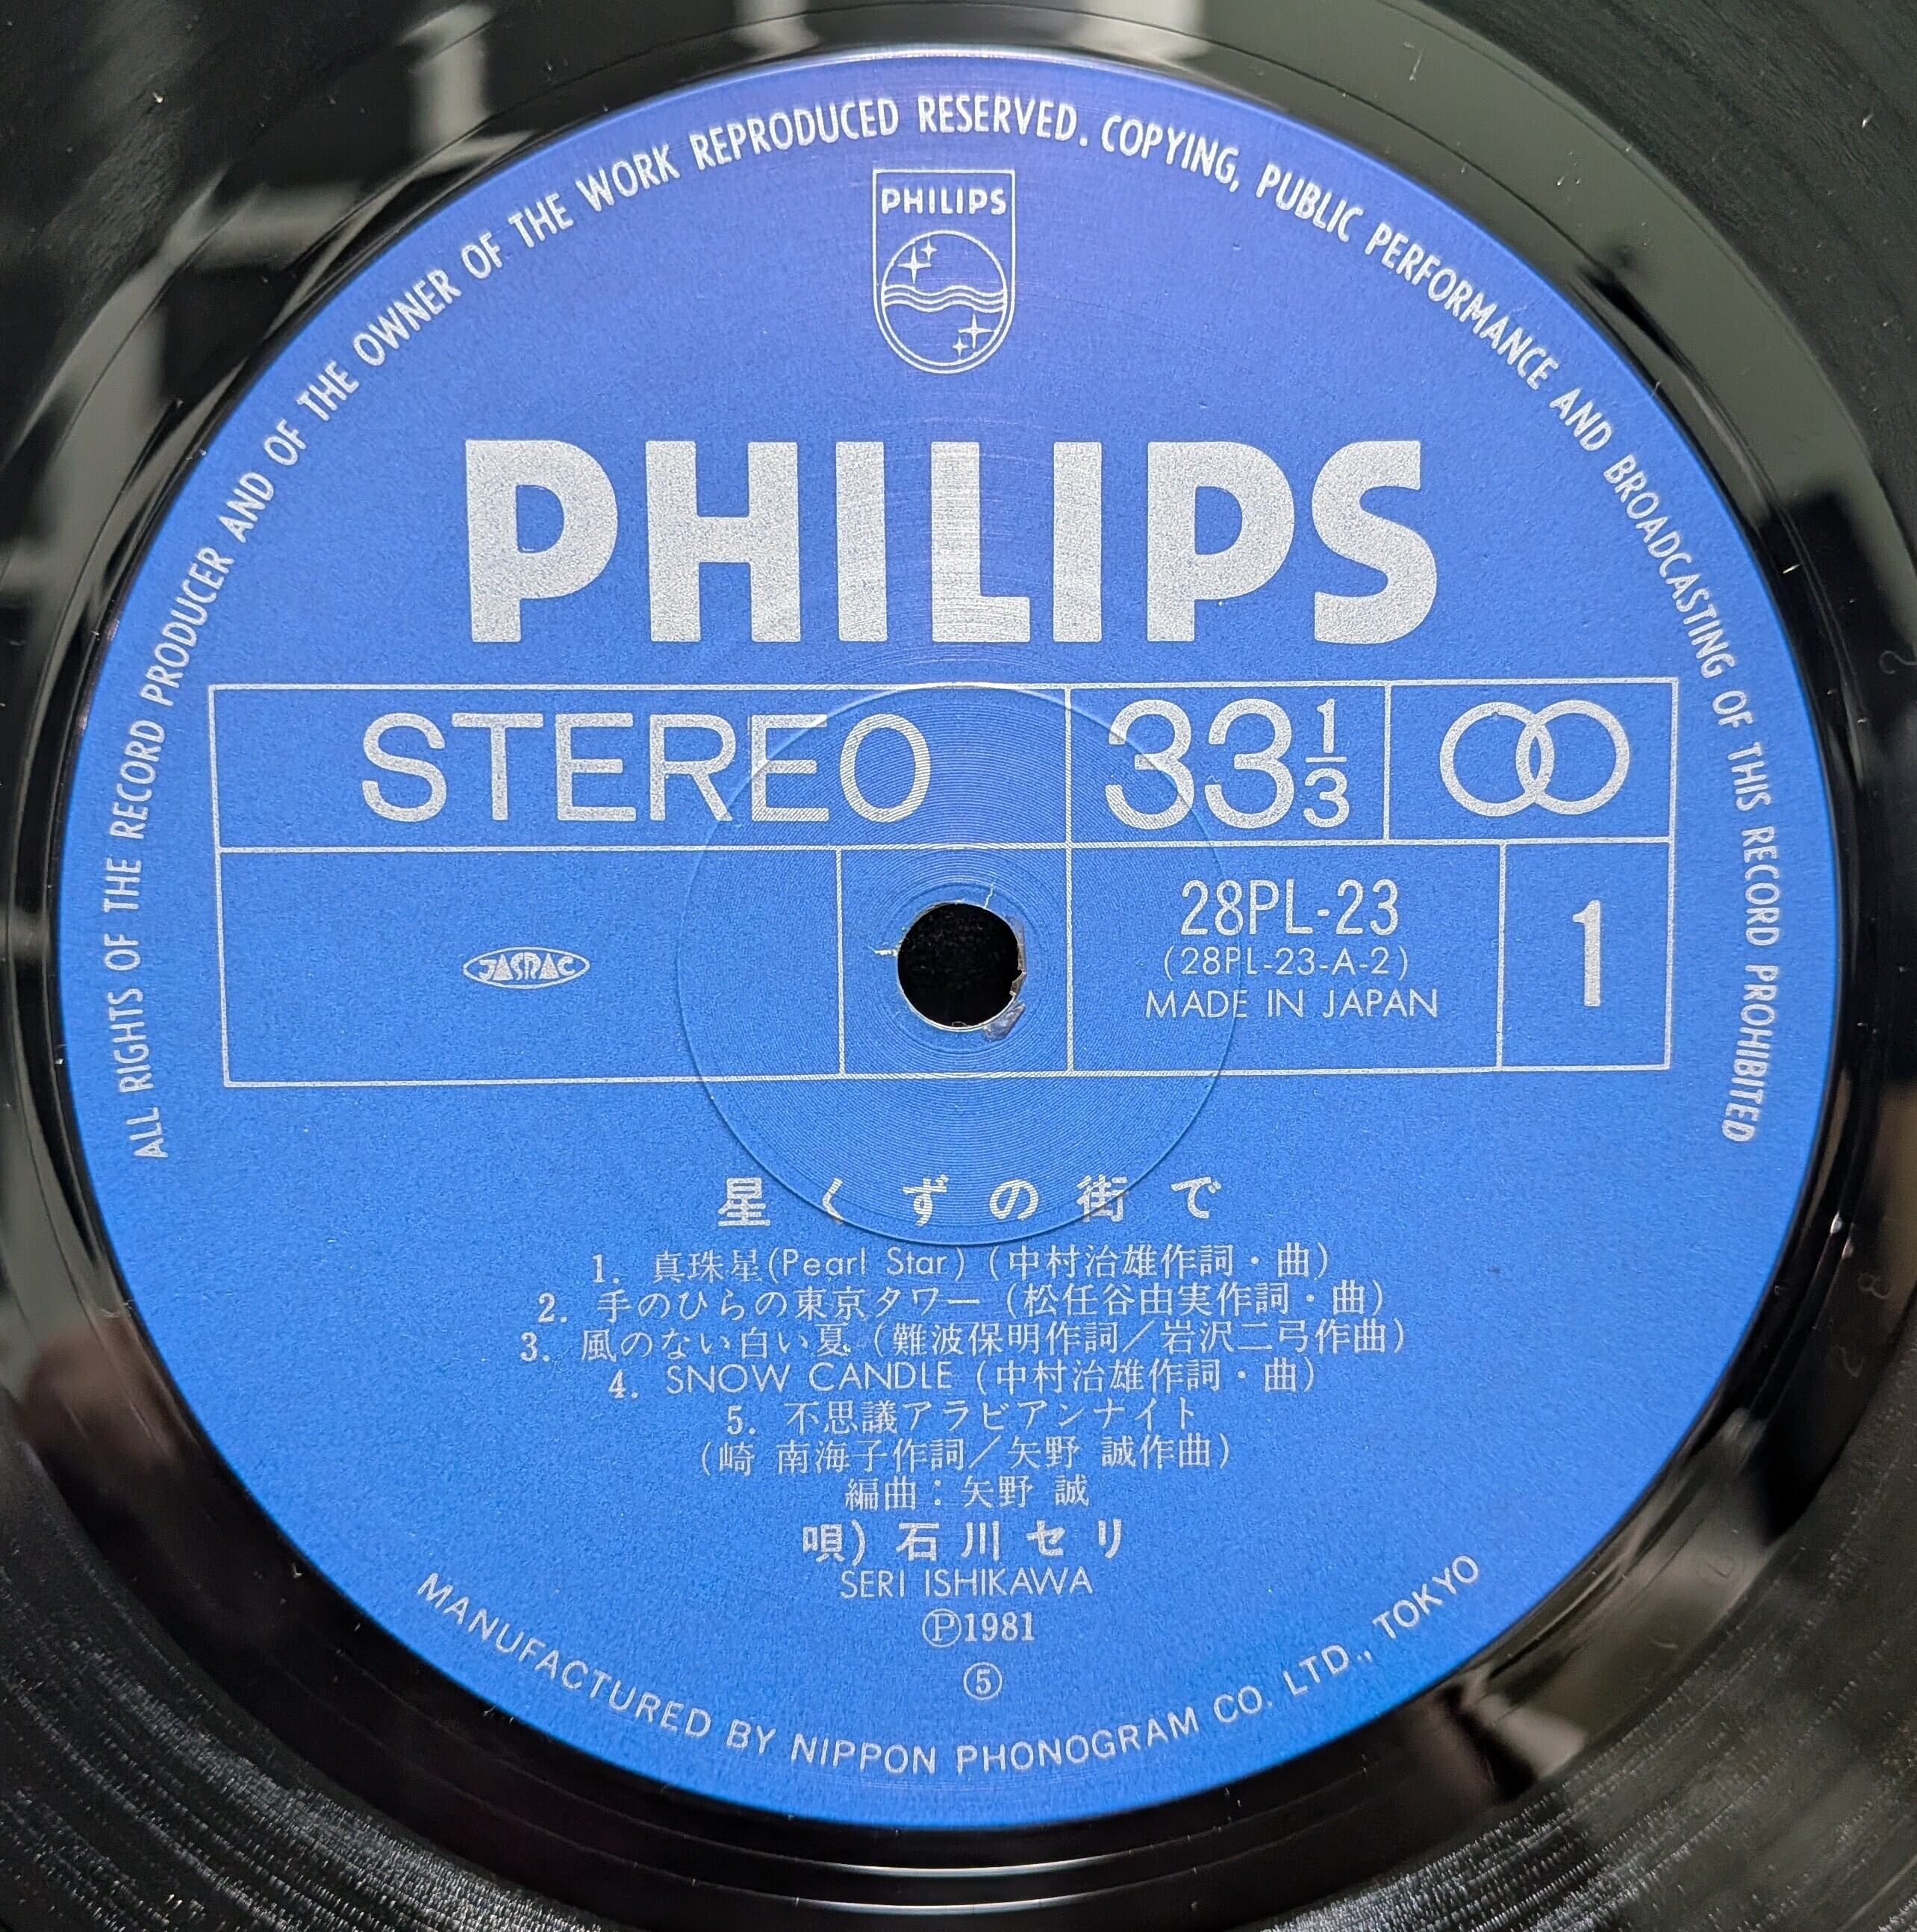 ALL RIGHTS OF THE RECORD PRODUCER AND OF THE OWNER OF THE WORK REPRODUCED RESERVED. COPYING, PUBLIC PERFORMANCE AND BROADCASTING OF THIS RECORD PROHIBITED
PHILIPS
PHILIPS
STEREO 33 1/3
JASRAC
28PL-23
(28PL-23-A-2)
MADE IN JAPAN
1
星くずの街で
1. 真珠星(Pearl Star)(中村治雄作詞・曲)
2. 手のひらの東京タワー(松任谷由実作詞・曲)
3. 風のない白い夏(難波保明作詞/岩沢二弓作曲)
4. SNOW CANDLE(中村治雄作詞・曲)
5. 不思議アラビアンナイト
(崎 南海子作詞/矢野 誠作曲)
編曲:矢野 誠
唄)石川セリ
SERI ISHIKAWA
Ⓟ1981
⑤
MANUFACTURED BY NIPPON PHONOGRAM CO. LTD., TOKYO